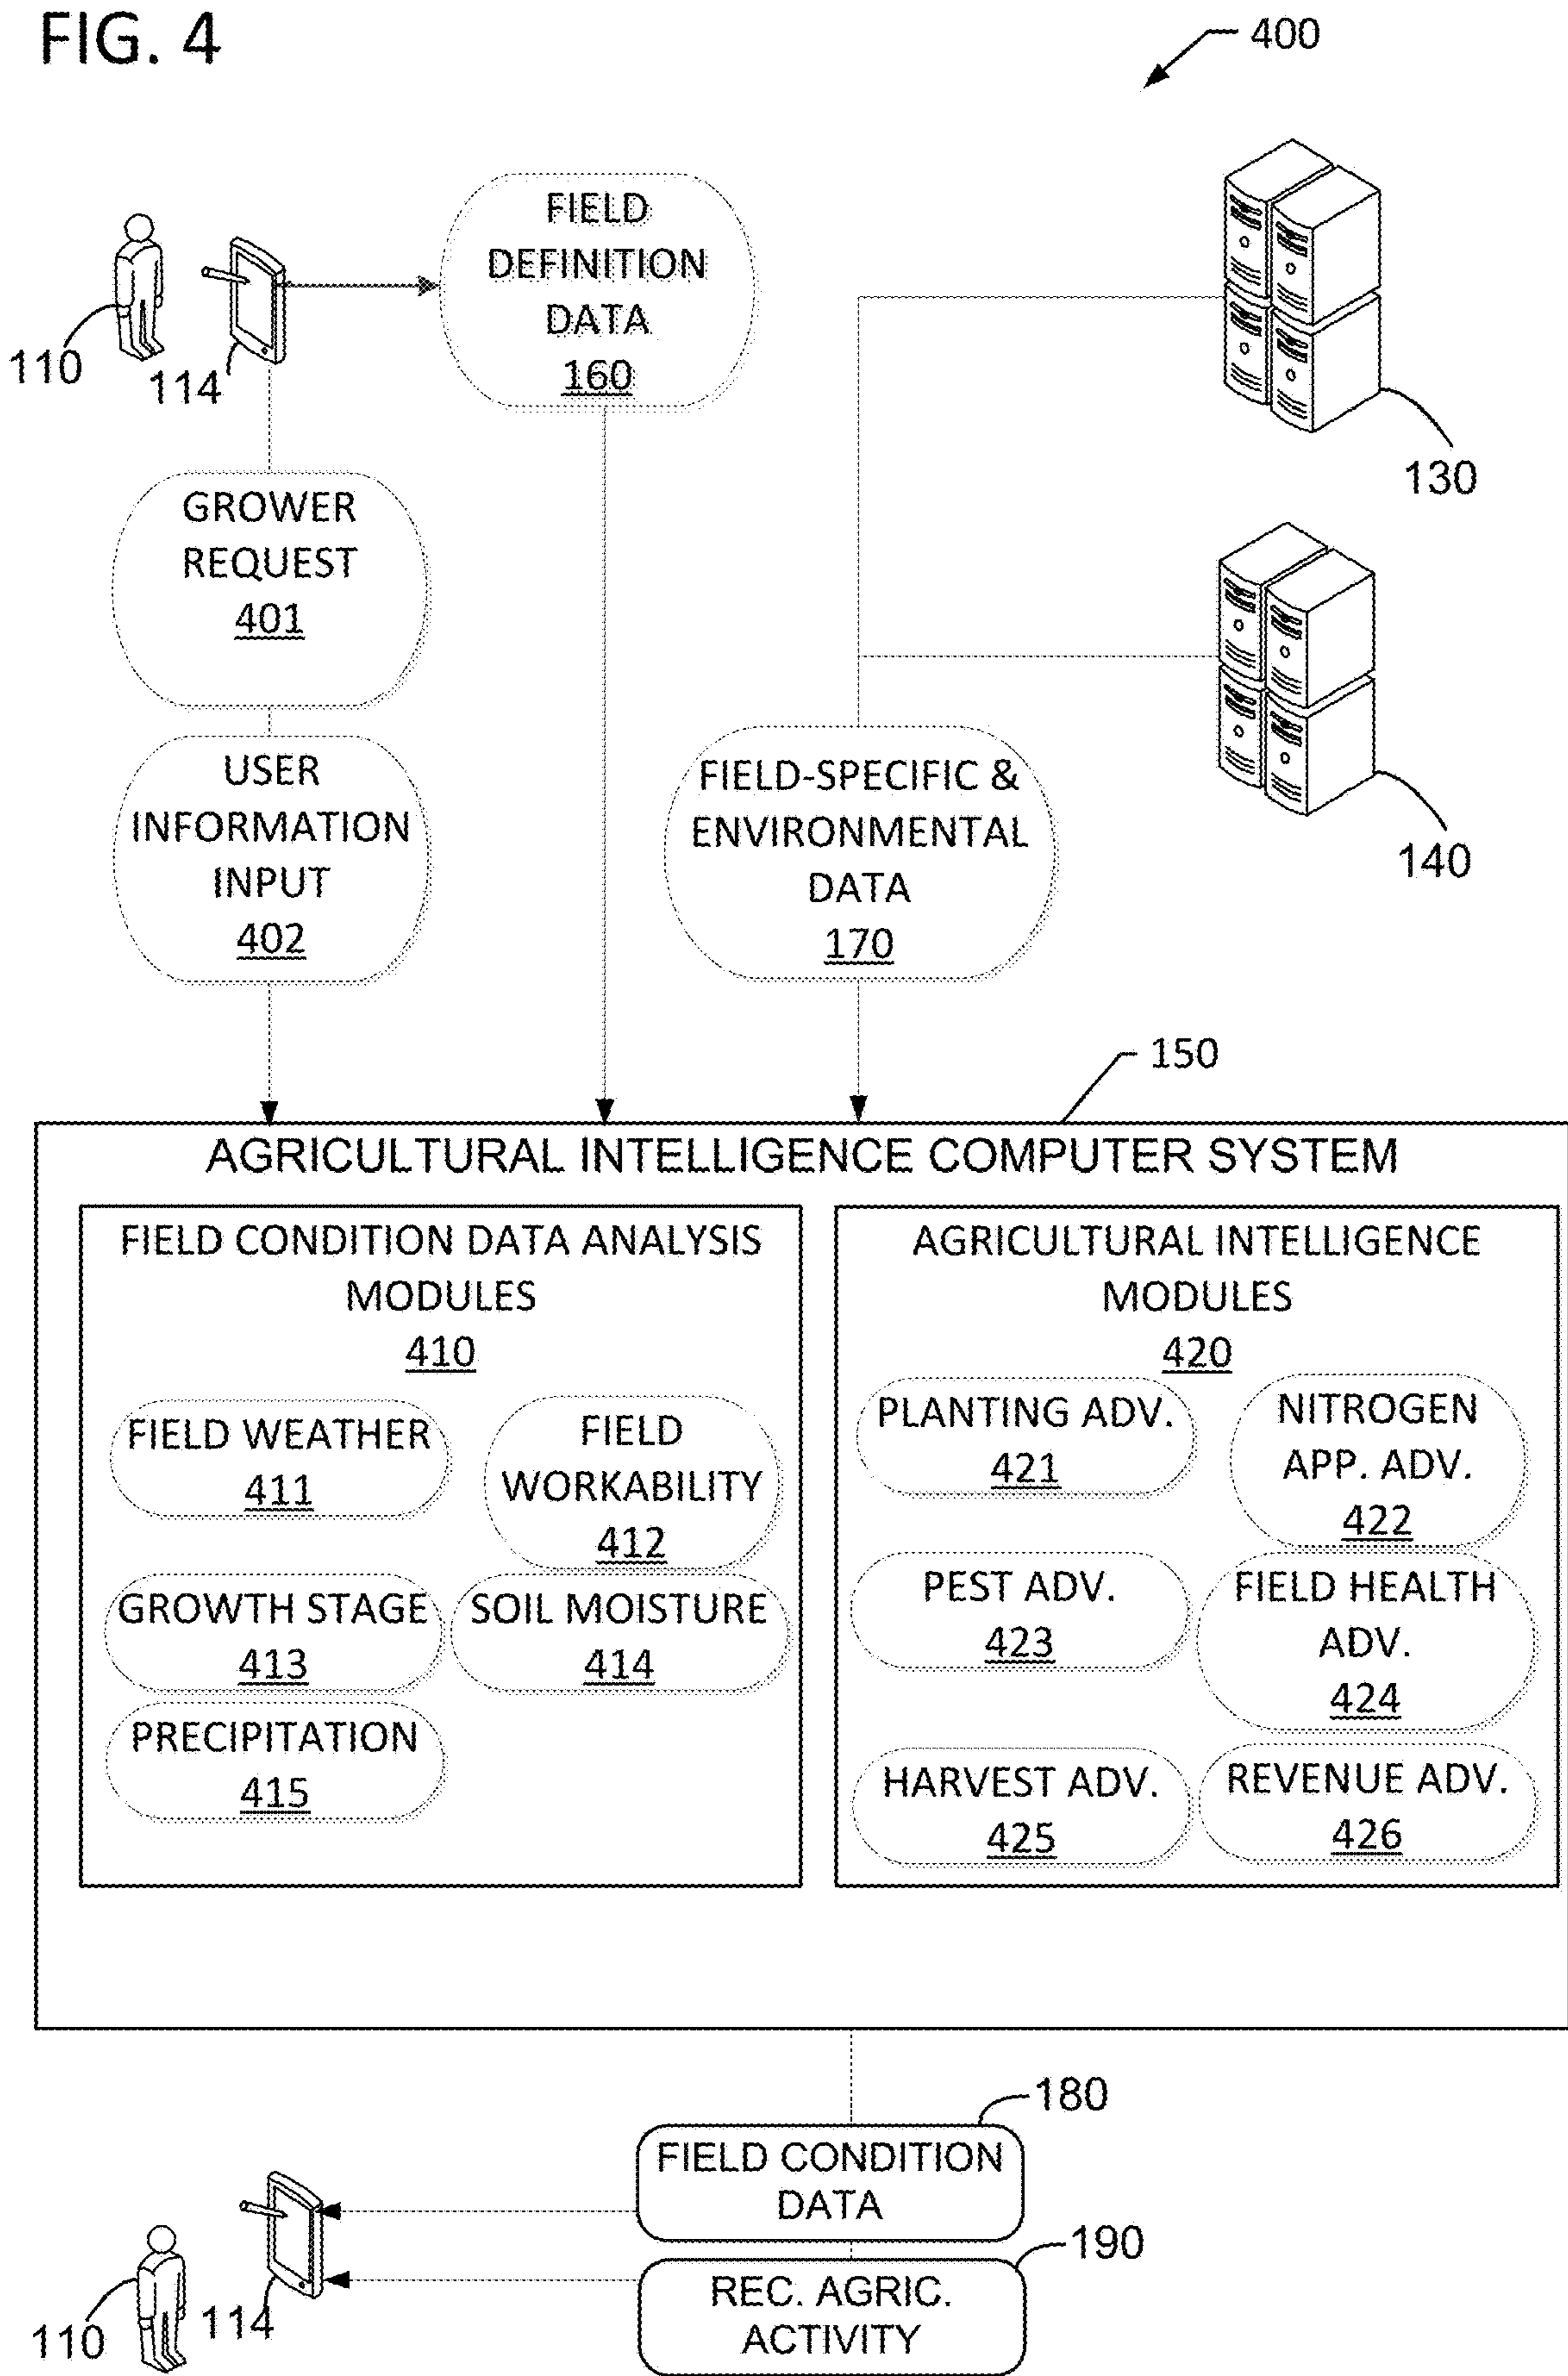 FIG. 4
400
FIELD
DEFINITION
DATA
160
110
114
130
GROWER
REQUEST
401
140
USER
INFORMATION
INPUT
402
FIELD-SPECIFIC &
ENVIRONMENTAL
DATA
170
150
AGRICULTURAL INTELLIGENCE COMPUTER SYSTEM
FIELD CONDITION DATA ANALYSIS
MODULES
410
FIELD WEATHER
411
FIELD
WORKABILITY
412
GROWTH STAGE
413
SOIL MOISTURE
414
PRECIPITATION
415
AGRICULTURAL INTELLIGENCE
MODULES
420
PLANTING ADV.
421
NITROGEN
APP. ADV.
422
PEST ADV.
423
FIELD HEALTH
ADV.
424
HARVEST ADV.
425
REVENUE ADV.
426
180
FIELD CONDITION
DATA
190
REC. AGRIC.
ACTIVITY
114
110